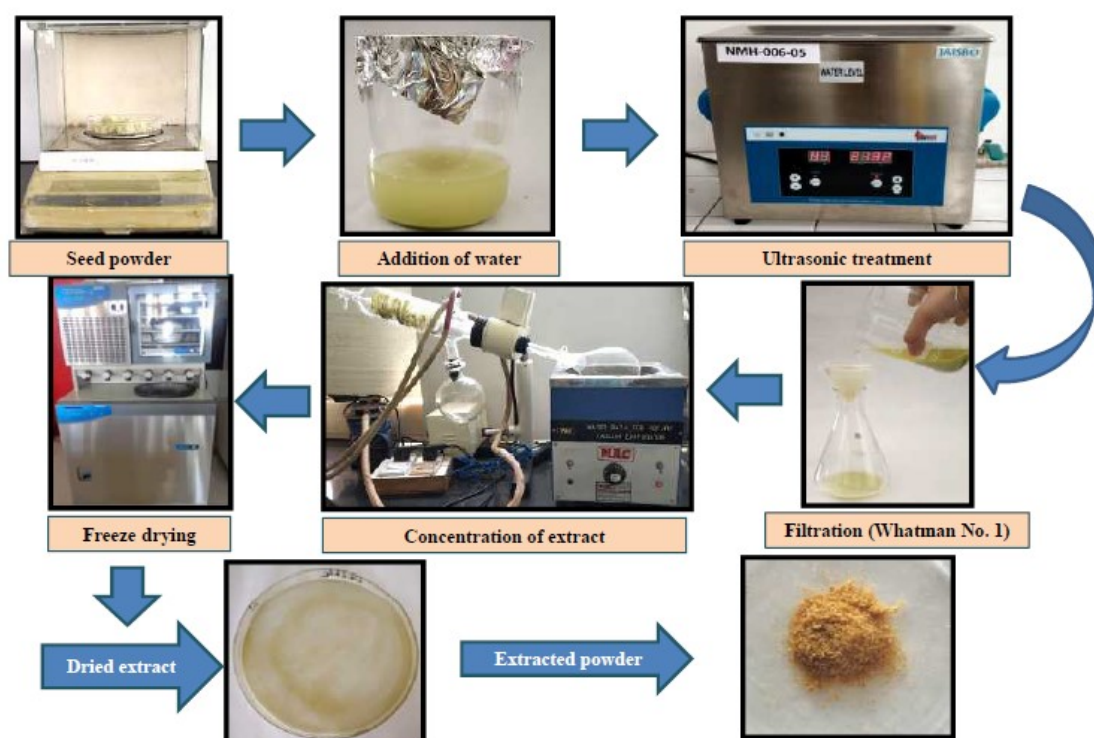 NMH-006-05
JAISBO
WATER LEVEL
Seed powder
Addition of water
Ultrasonic treatment
Freeze drying
Concentration of extract
Filtration (Whatman No. 1)
Dried extract
Extracted powder